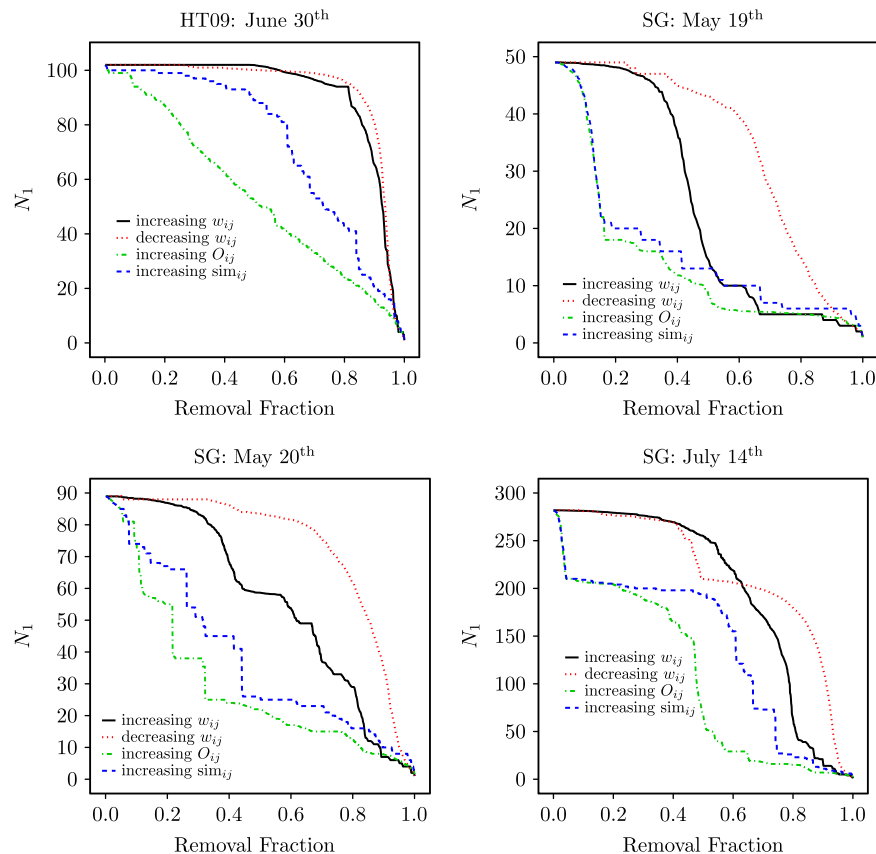 HT09: June 30th
N1
100
80
60
40
20
0
increasing wij
decreasing wij
increasing Oij
increasing simij
0.0 0.2 0.4 0.6 0.8 1.0
Removal Fraction
SG: May 19th
N1
50
40
30
20
10
0
increasing wij
decreasing wij
increasing Oij
increasing simij
0.0 0.2 0.4 0.6 0.8 1.0
Removal Fraction
SG: May 20th
N1
90
80
70
60
50
40
30
20
10
0
increasing wij
decreasing wij
increasing Oij
increasing simij
0.0 0.2 0.4 0.6 0.8 1.0
Removal Fraction
SG: July 14th
N1
300
250
200
150
100
50
0
increasing wij
decreasing wij
increasing Oij
increasing simij
0.0 0.2 0.4 0.6 0.8 1.0
Removal Fraction